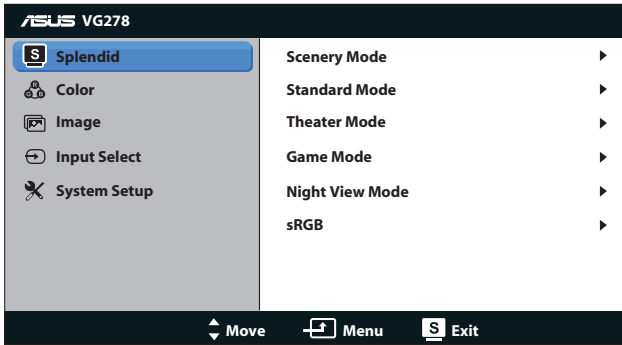 ASUS VG278
S Splendid
Color
Image
Input Select
System Setup
Scenery Mode
Standard Mode
Theater Mode
Game Mode
Night View Mode
sRGB
Move Menu S Exit